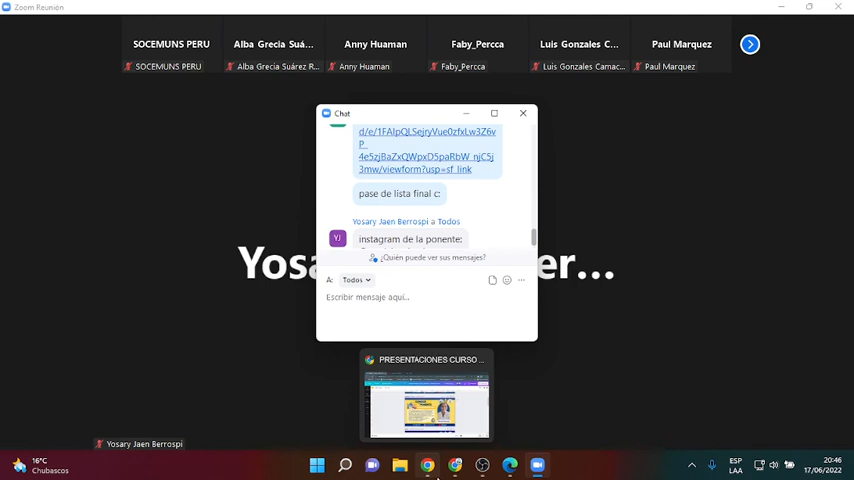 Zoom Reunión
SOCEMUNS PERU
Alba Grecia Suá...
Anny Huaman
Faby_Percca
Luis Gonzales C...
Paul Marquez
SOCEMUNS PERU
Alba Grecia Suárez R...
Anny Huaman
Faby_Percca
Luis Gonzales Camac...
Paul Marquez
Chat
d/e/1FAIpQLSejryVue0zfxLw3Z6v
P_
4e5zjBaZxQWpxD5paRbW_njC5j
3mw/viewform?usp=sf_link
pase de lista final c:
Yosary Jaen Berrospi a Todos
YJ
instagram de la ponente:
¿Quién puede ver sus mensajes?
A: Todos
Escribir mensaje aquí...
Yosa
er...
PRESENTACIONES CURSO ...
Yosary Jaen Berrospi
16°C
Chubascos
ESP
LAA
20:46
17/06/2022